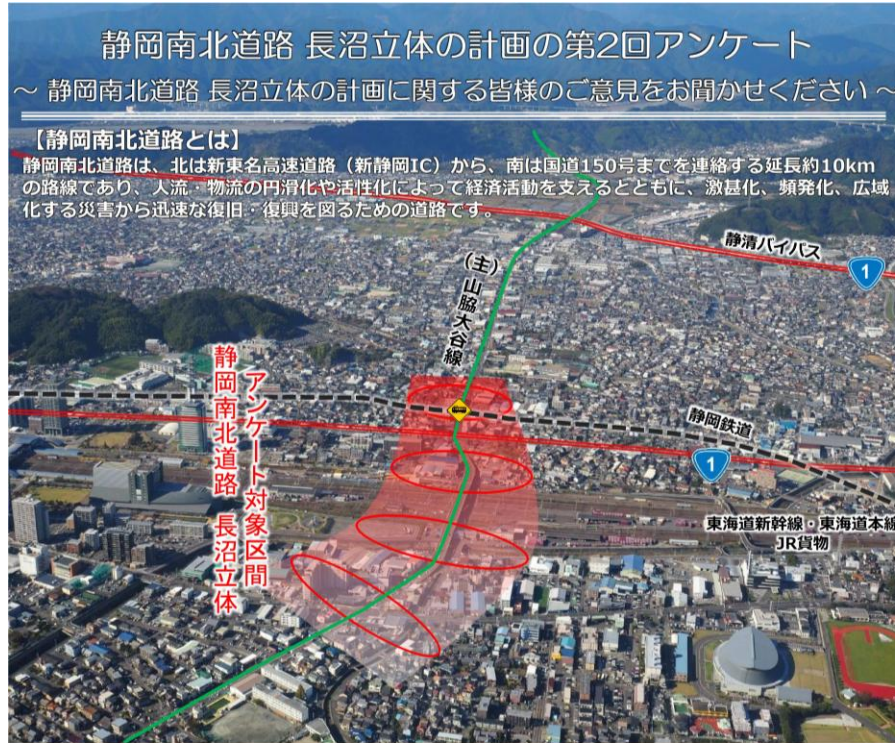 静岡南北道路 長沼立体の計画の第2回アンケート
～ 静岡南北道路 長沼立体の計画に関する皆様のご意見をお聞かせください ～
【静岡南北道路とは】
静岡南北道路は、北は新東名高速道路（新静岡IC）から、南は国道150号までを連絡する延長約10km
の路線であり、人流・物流の円滑化や活性化によって経済活動を支えるとともに、激甚化、頻発化、広域
化する災害から迅速な復旧・復興を図るための道路です。
静清バイパス
1
（主）山脇大谷線
静岡鉄道
1
アンケート対象区間
静岡南北道路 長沼立体
東海道新幹線・東海道本線
JR貨物